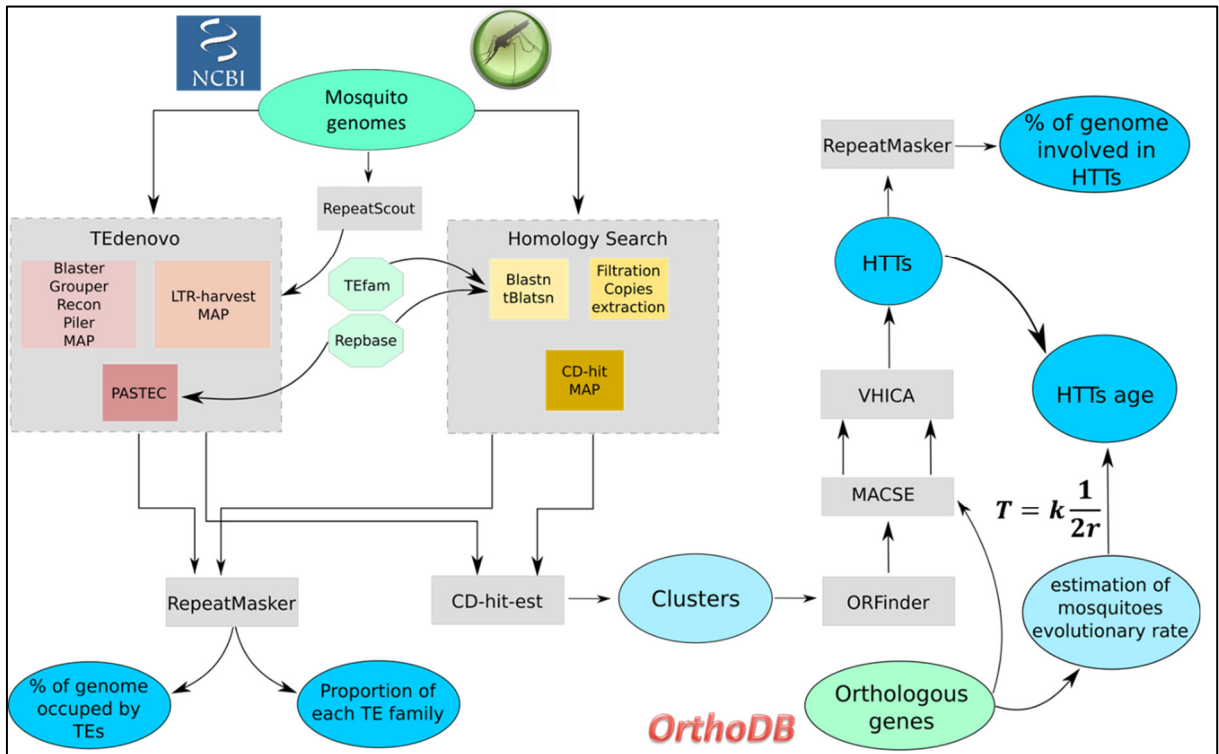 NCBI
Mosquito
genomes
RepeatScout
TEdenovo
Blaster
Grouper
Recon
Piler
MAP
LTR-harvest
MAP
PASTEC
TEfam
Repbase
Homology Search
Blastn
tBlatsn
Filtration
Copies
extraction
CD-hit
MAP
RepeatMasker
% of genome
occuped by
TEs
Proportion of
each TE family
CD-hit-est
Clusters
ORFinder
MACSE
VHICA
HTTs
RepeatMasker
% of genome
involved in
HTTs
HTTs age
T = k 1/2r
estimation of
mosquitoes
evolutionary rate
Orthologous
genes
OrthoDB